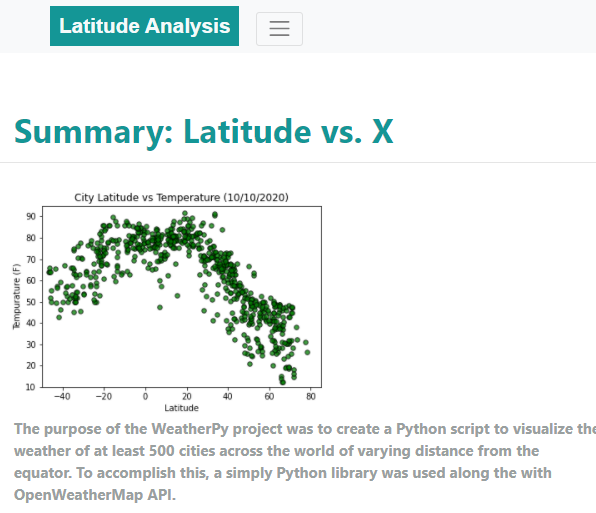 Latitude Analysis
Summary: Latitude vs. X
City Latitude vs Temperature (10/10/2020)
90
80
70
60
50
40
30
20
10
Tempurature (F)
−40 −20 0 20 40 60 80
Latitude
The purpose of the WeatherPy project was to create a Python script to visualize the
weather of at least 500 cities across the world of varying distance from the
equator. To accomplish this, a simply Python library was used along the with
OpenWeatherMap API.